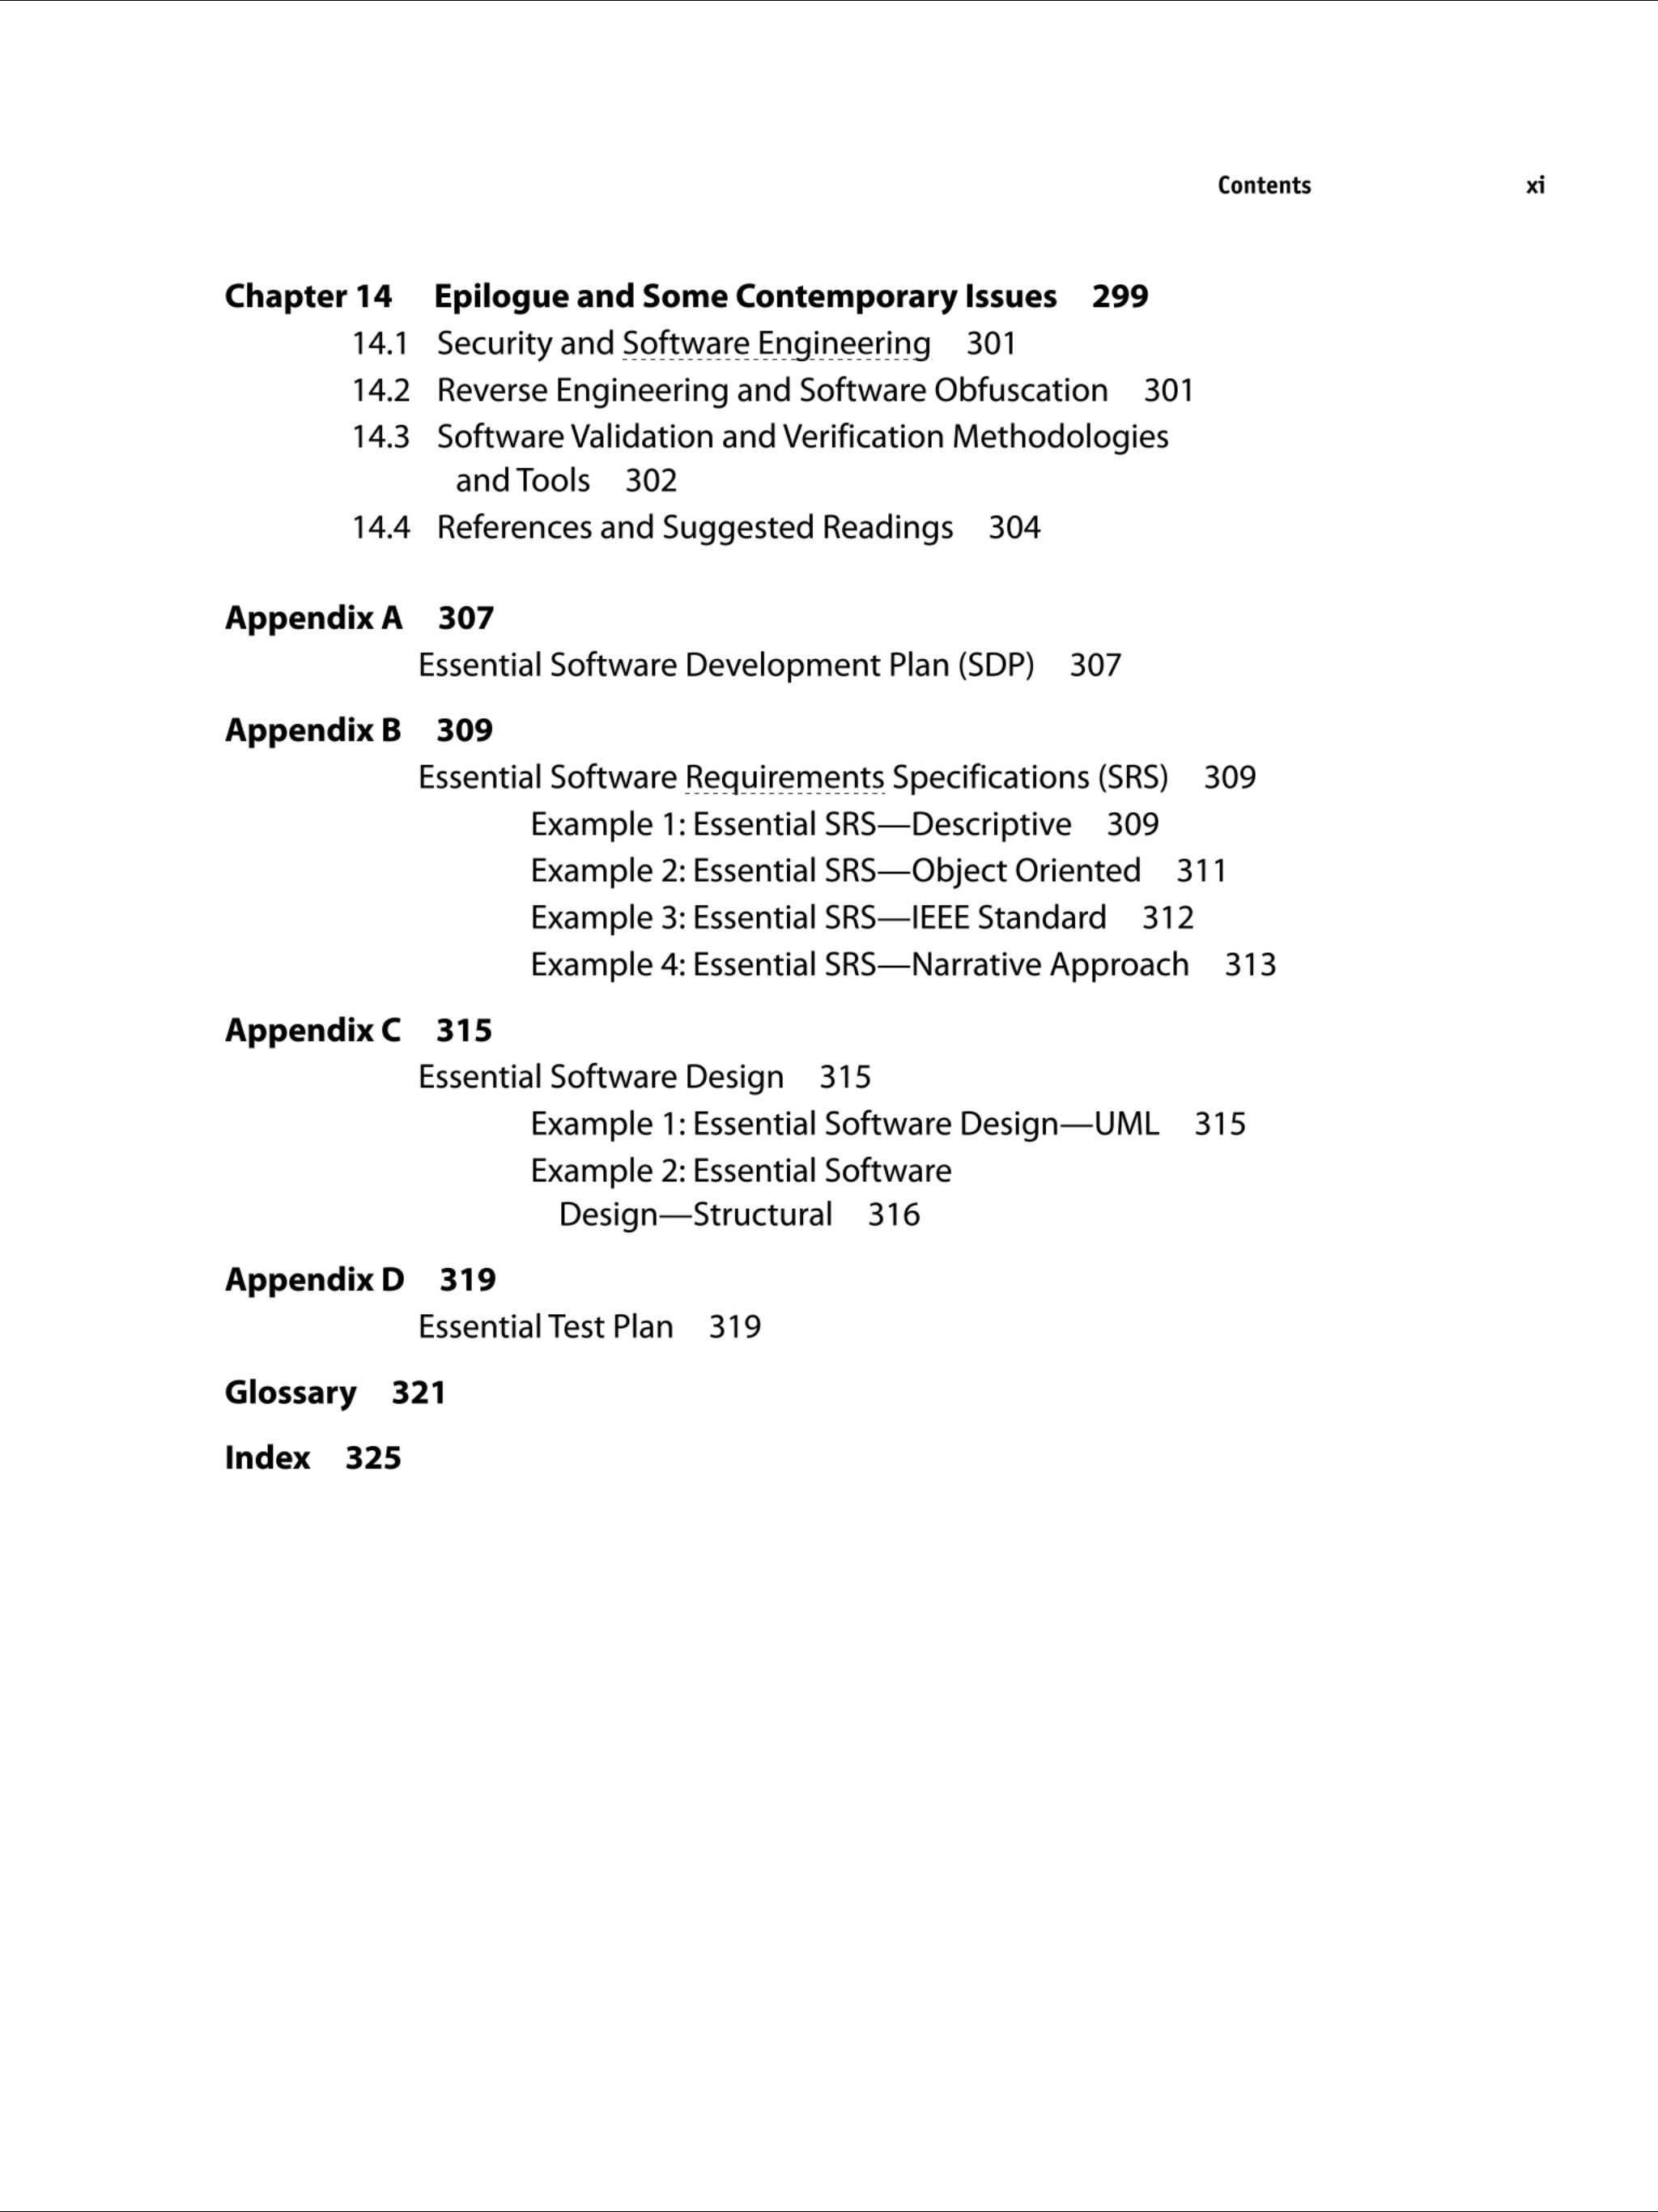 Contents xi
Chapter 14 Epilogue and Some Contemporary Issues 299
14.1 Security and Software Engineering 301
14.2 Reverse Engineering and Software Obfuscation 301
14.3 Software Validation and Verification Methodologies
and Tools 302
14.4 References and Suggested Readings 304
Appendix A 307
Essential Software Development Plan (SDP) 307
Appendix B 309
Essential Software Requirements Specifications (SRS) 309
Example 1: Essential SRS—Descriptive 309
Example 2: Essential SRS—Object Oriented 311
Example 3: Essential SRS—IEEE Standard 312
Example 4: Essential SRS—Narrative Approach 313
Appendix C 315
Essential Software Design 315
Example 1: Essential Software Design—UML 315
Example 2: Essential Software
Design—Structural 316
Appendix D 319
Essential Test Plan 319
Glossary 321
Index 325